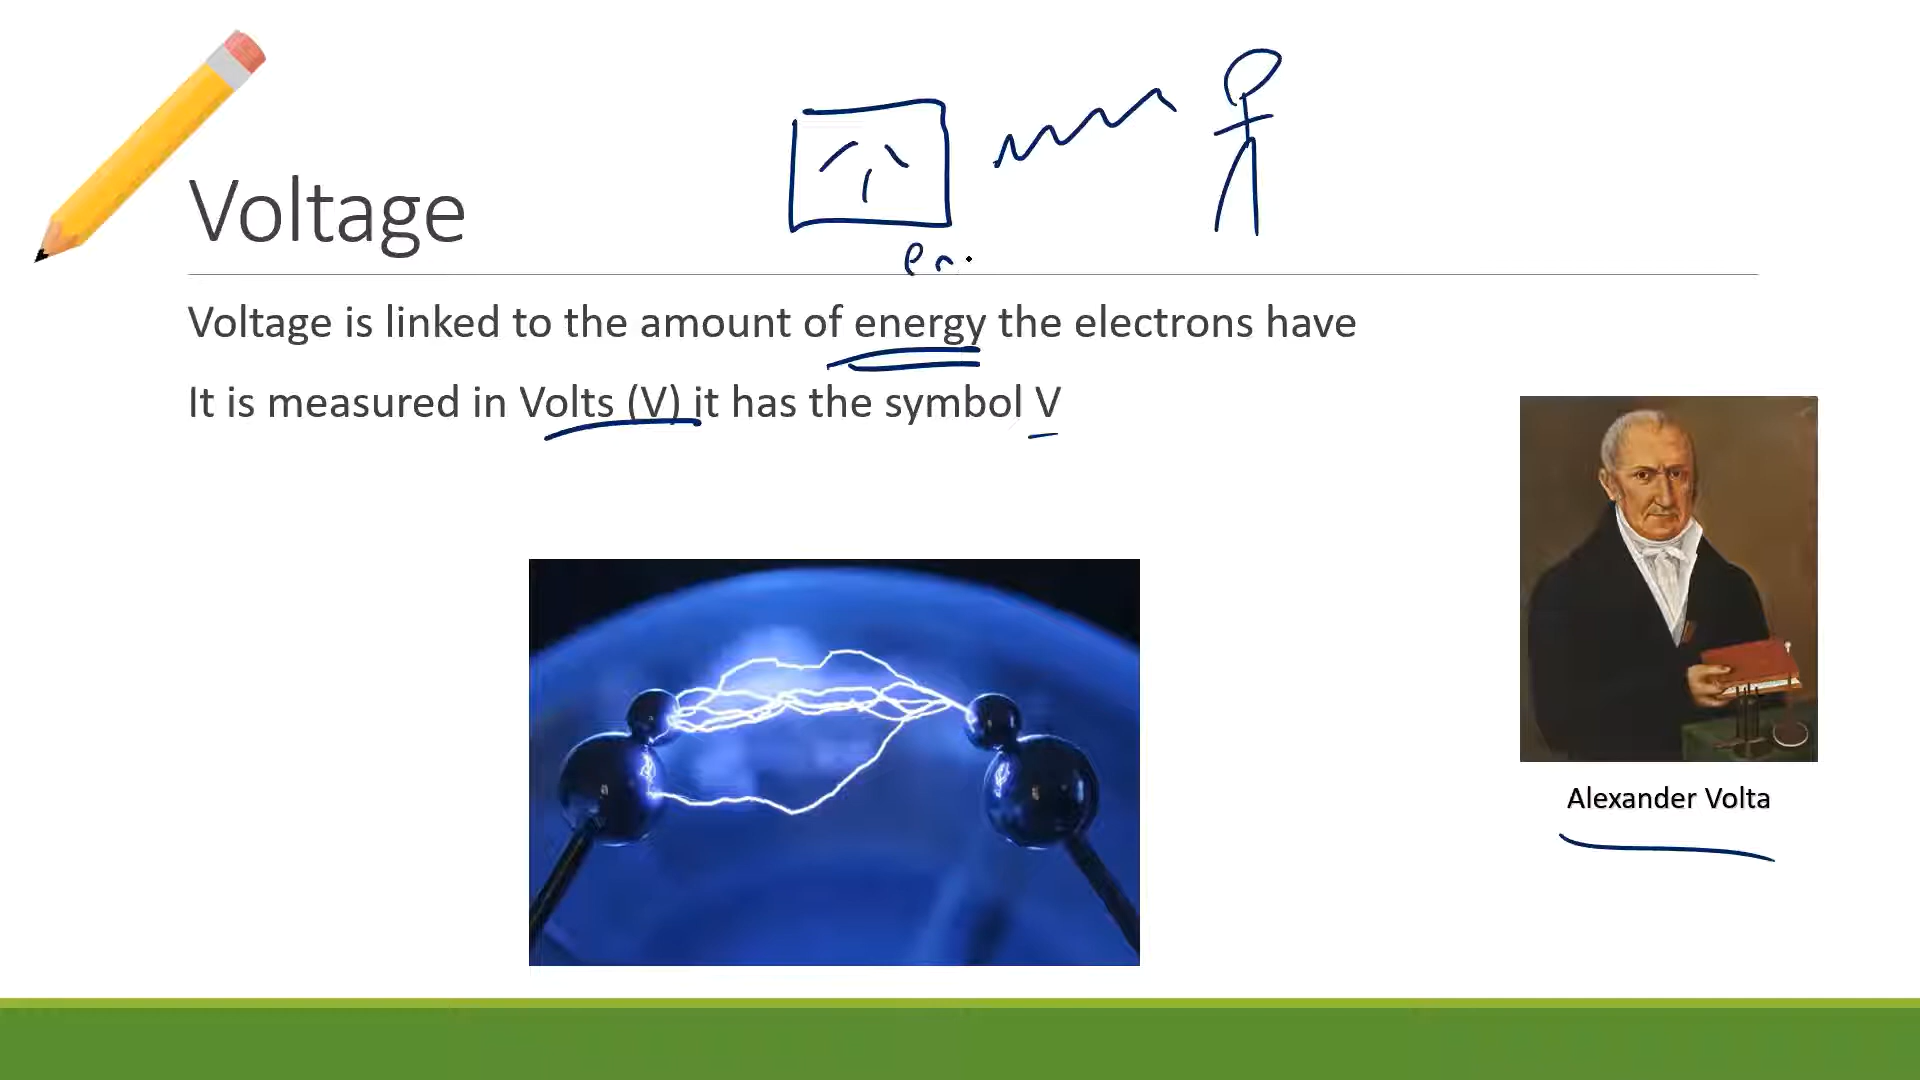 Voltage
en
Voltage is linked to the amount of energy the electrons have
It is measured in Volts (V) it has the symbol V
Alexander Volta